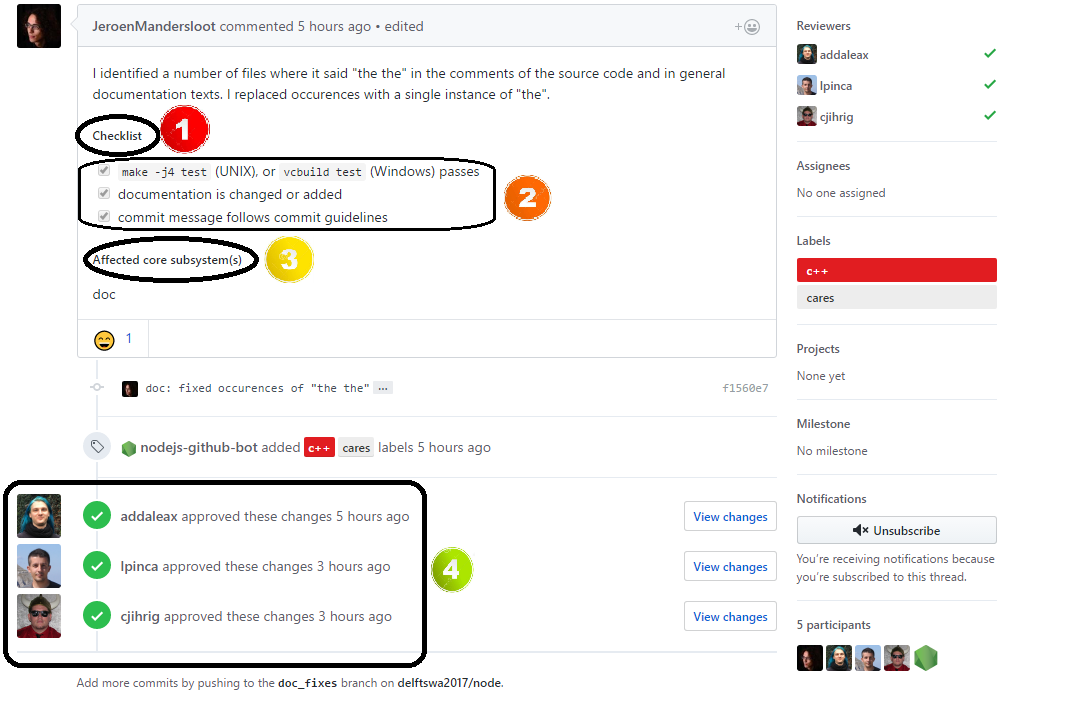 JeroenMandersloot commented 5 hours ago • edited
I identified a number of files where it said "the the" in the comments of the source code and in general
documentation texts. I replaced occurences with a single instance of "the".
Checklist
1
make -j4 test (UNIX), or vcbuild test (Windows) passes
documentation is changed or added
commit message follows commit guidelines
2
Affected core subsystem(s)
3
doc
1
doc: fixed occurences of "the the" …
f1560e7
nodejs-github-bot added c++ cares labels 5 hours ago
addaleax approved these changes 5 hours ago
View changes
lpinca approved these changes 3 hours ago
View changes
4
cjihrig approved these changes 3 hours ago
View changes
Add more commits by pushing to the doc_fixes branch on delftswa2017/node.
Reviewers
addaleax
lpinca
cjihrig
Assignees
No one assigned
Labels
c++
cares
Projects
None yet
Milestone
No milestone
Notifications
Unsubscribe
You're receiving notifications because
you're subscribed to this thread.
5 participants